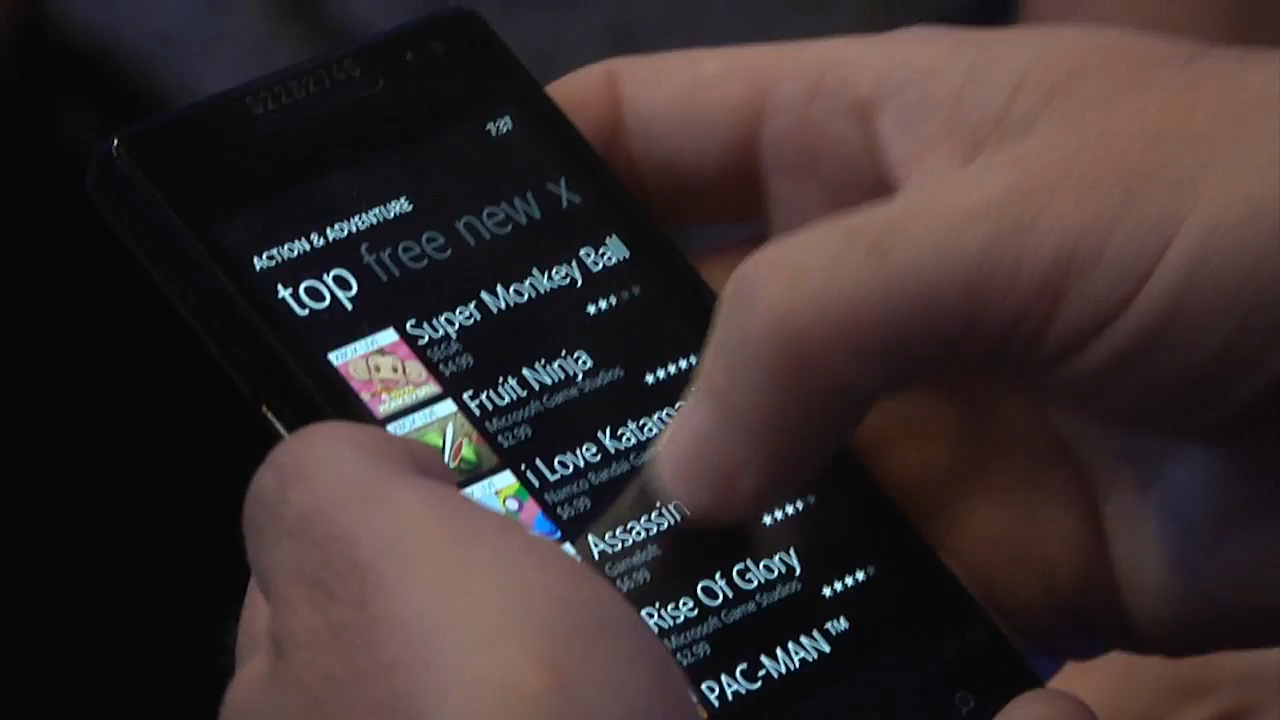 7:37
ACTION & ADVENTURE
top free new x
Super Monkey Ball
SEGA
$4.99
Fruit Ninja
Microsoft Game Studios
$2.99
i Love Katama
Namco Bandai Ga
$6.99
Assassin
Gameloft
$6.99
Rise Of Glory
Microsoft Game Studios
$2.99
PAC-MAN™